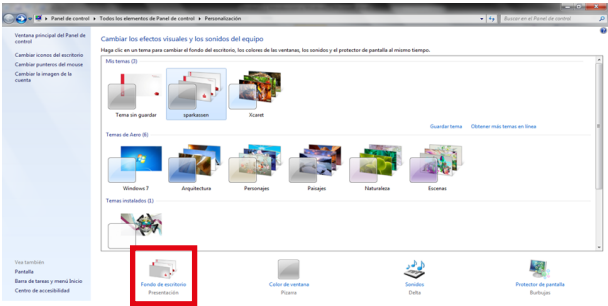 Panel de control ▸ Todos los elementos de Panel de control ▸ Personalización
Buscar en el Panel de control
Ventana principal del Panel de
control
Cambiar iconos del escritorio
Cambiar punteros del mouse
Cambiar la imagen de la
cuenta
Cambiar los efectos visuales y los sonidos del equipo
Haga clic en un tema para cambiar el fondo del escritorio, los colores de las ventanas, los sonidos y el protector de pantalla al mismo tiempo.
Mis temas (3)
Tema sin guardar
sparkassen
Xcaret
Guardar tema
Obtener más temas en línea
Temas de Aero (6)
Windows 7
Arquitectura
Personajes
Paisajes
Naturaleza
Escenas
Temas instalados (1)
Vea también
Pantalla
Barra de tareas y menú Inicio
Centro de accesibilidad
Fondo de escritorio
Presentación
Color de ventana
Pizarra
Sonidos
Delta
Protector de pantalla
Burbujas